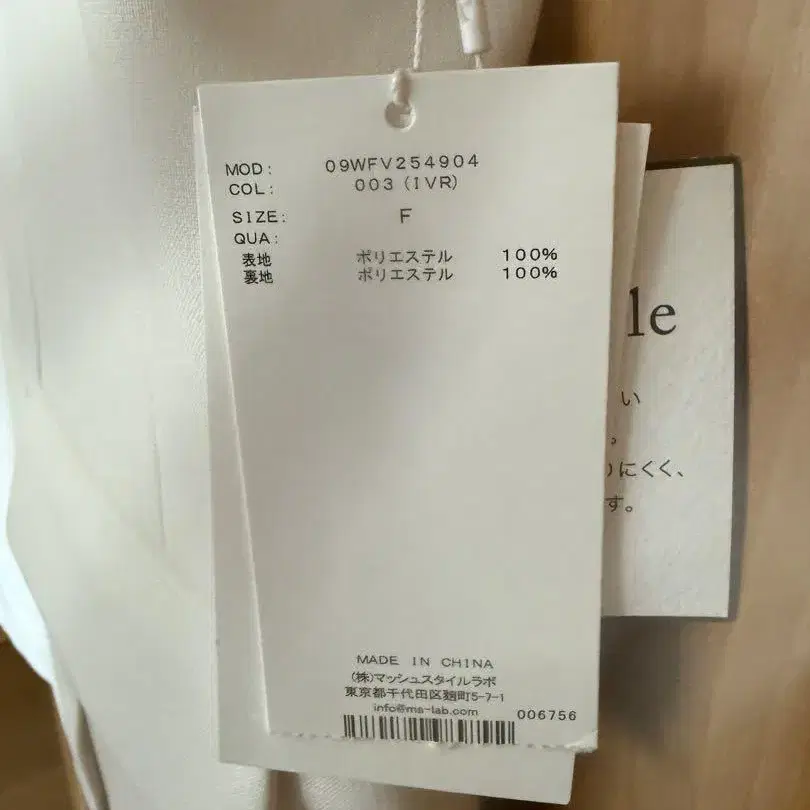 MOD: 09WFV254904
COL: 003 (IVR)
SIZE: F
QUA:
表地 ポリエステル 100%
裏地 ポリエステル 100%
MADE IN CHINA
(株)マッシュスタイルラボ
東京都千代田区麹町5-7-1
info@ms-lab.com
006756
le
い
。
りにくく、
す。